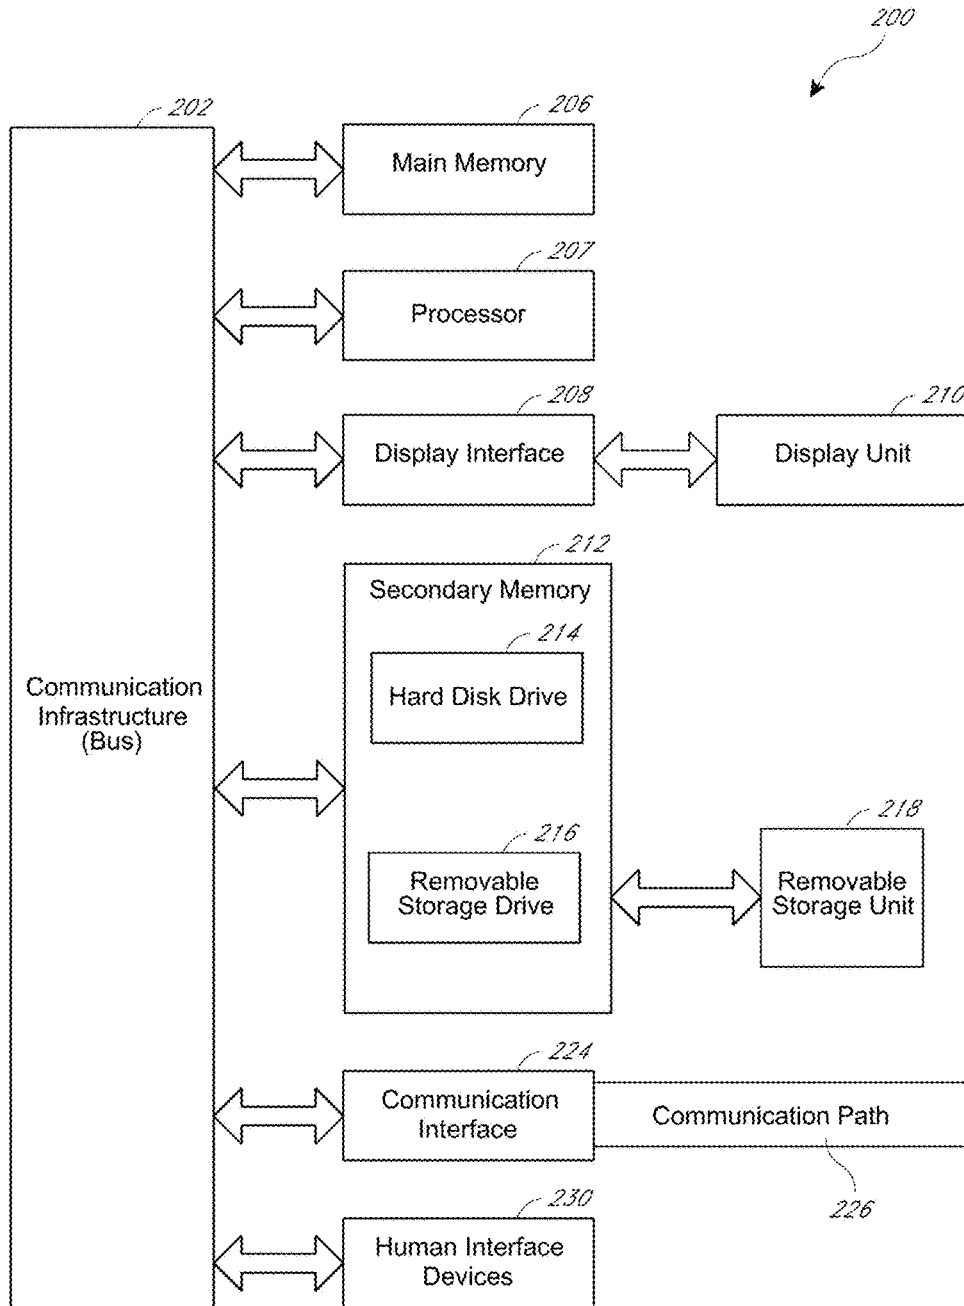 200
202
206
Main Memory
207
Processor
208
Display Interface
210
Display Unit
212
Secondary Memory
214
Hard Disk Drive
Communication
Infrastructure
(Bus)
216
Removable
Storage Drive
218
Removable
Storage Unit
224
Communication
Interface
Communication Path
226
230
Human Interface
Devices